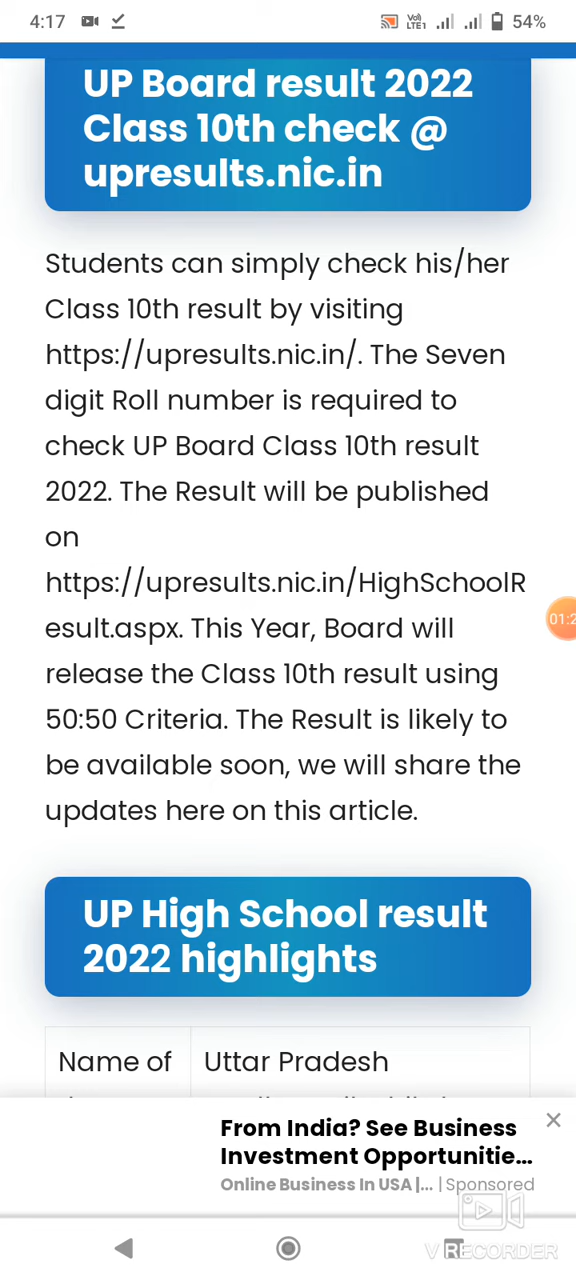 4:17
Vo)) LTE1
54%
UP Board result 2022
Class 10th check @
upresults.nic.in
Students can simply check his/her
Class 10th result by visiting
https://upresults.nic.in/. The Seven
digit Roll number is required to
check UP Board Class 10th result
2022. The Result will be published
on
https://upresults.nic.in/HighSchoolR
esult.aspx. This Year, Board will
release the Class 10th result using
50:50 Criteria. The Result is likely to
be available soon, we will share the
updates here on this article.
01:2
UP High School result
2022 highlights
Name of
Uttar Pradesh
From India? See Business
Investment Opportunitie...
Online Business In USA |... | Sponsored
V RECORDER